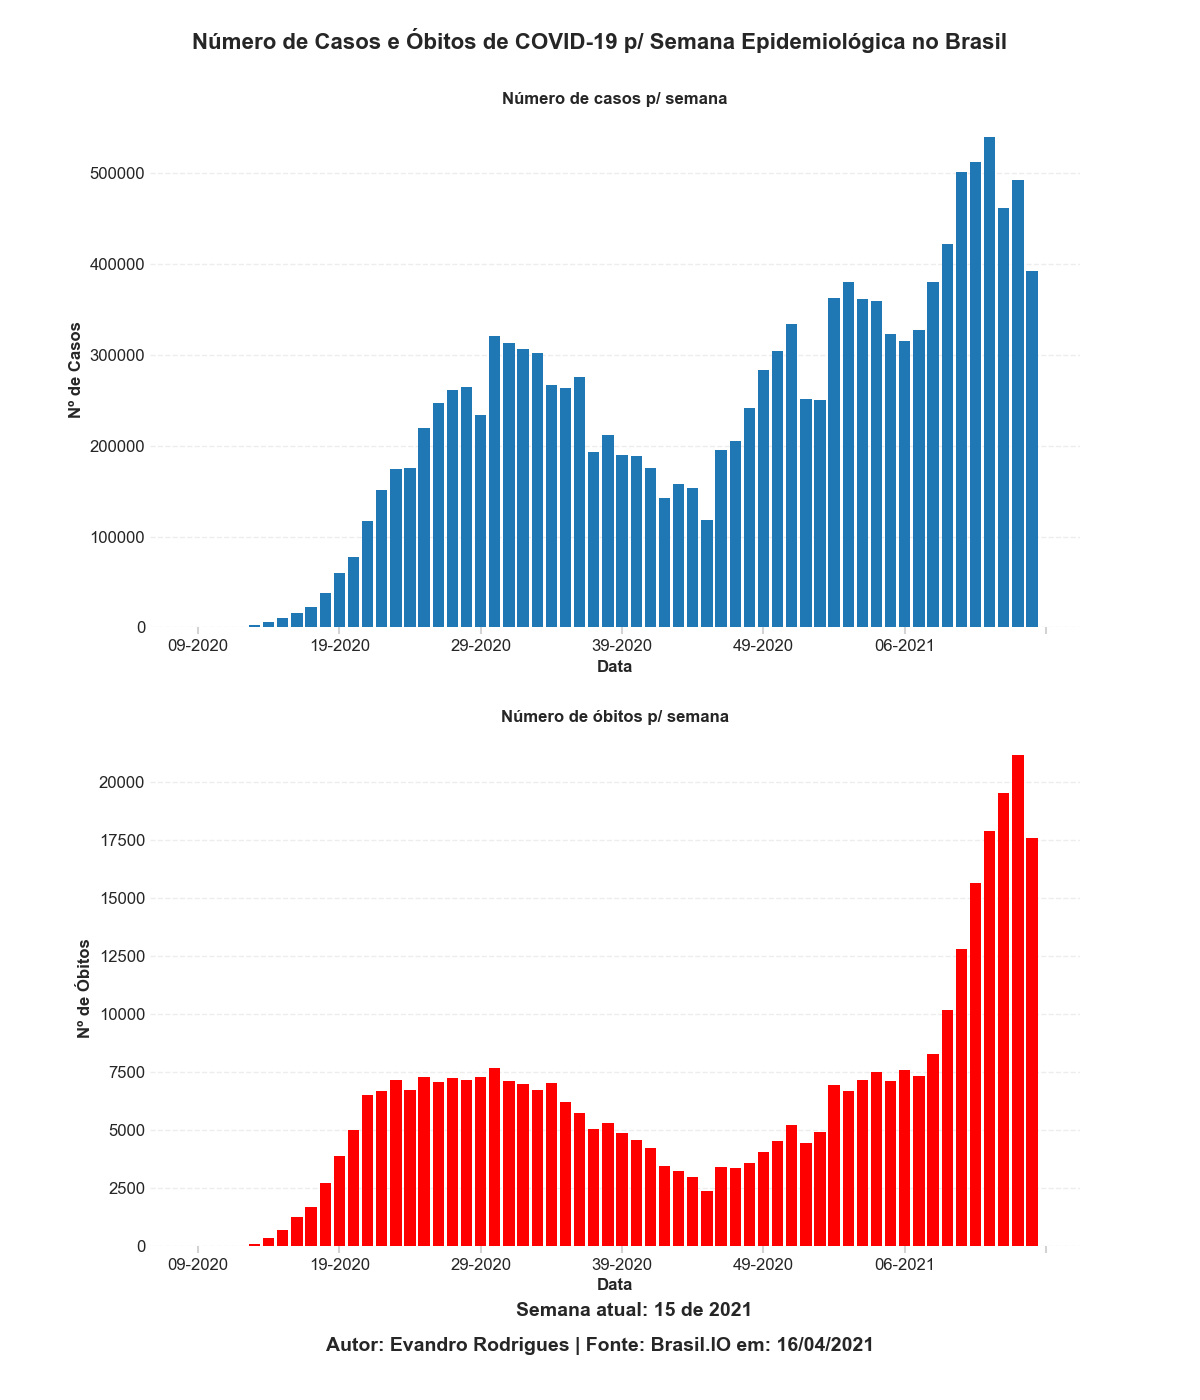 Número de Casos e Óbitos de COVID-19 p/ Semana Epidemiológica no Brasil
Número de casos p/ semana
500000
400000
300000
200000
100000
0
Nº de Casos
09-2020 19-2020 29-2020 39-2020 49-2020 06-2021
Data
Número de óbitos p/ semana
20000
17500
15000
12500
10000
7500
5000
2500
0
Nº de Óbitos
09-2020 19-2020 29-2020 39-2020 49-2020 06-2021
Data
Semana atual: 15 de 2021
Autor: Evandro Rodrigues | Fonte: Brasil.IO em: 16/04/2021